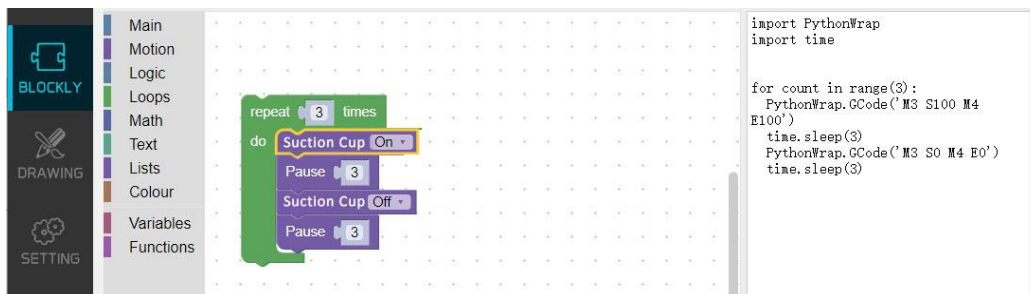 BLOCKLY
DRAWING
SETTING
Main
Motion
Logic
Loops
Math
Text
Lists
Colour
Variables
Functions
repeat 3 times
do Suction Cup On
Pause 3
Suction Cup Off
Pause 3
import PythonWrap
import time
for count in range(3):
PythonWrap.GCode('M3 S100 M4
E100')
time.sleep(3)
PythonWrap.GCode('M3 S0 M4 E0')
time.sleep(3)